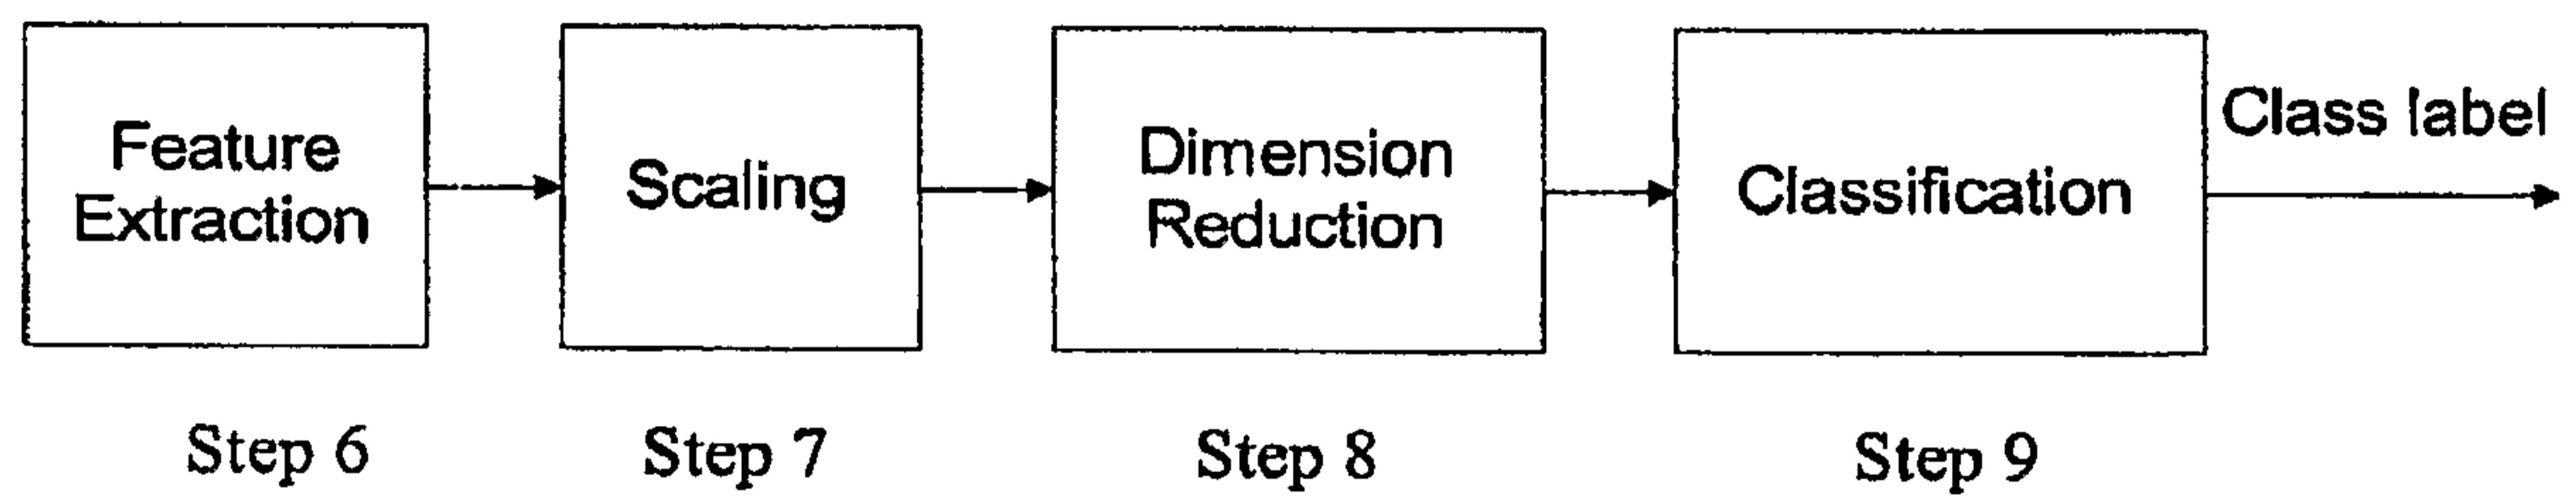 Feature
Extraction
Scaling
Dimension
Reduction
Classification
Class label
Step 6
Step 7
Step 8
Step 9